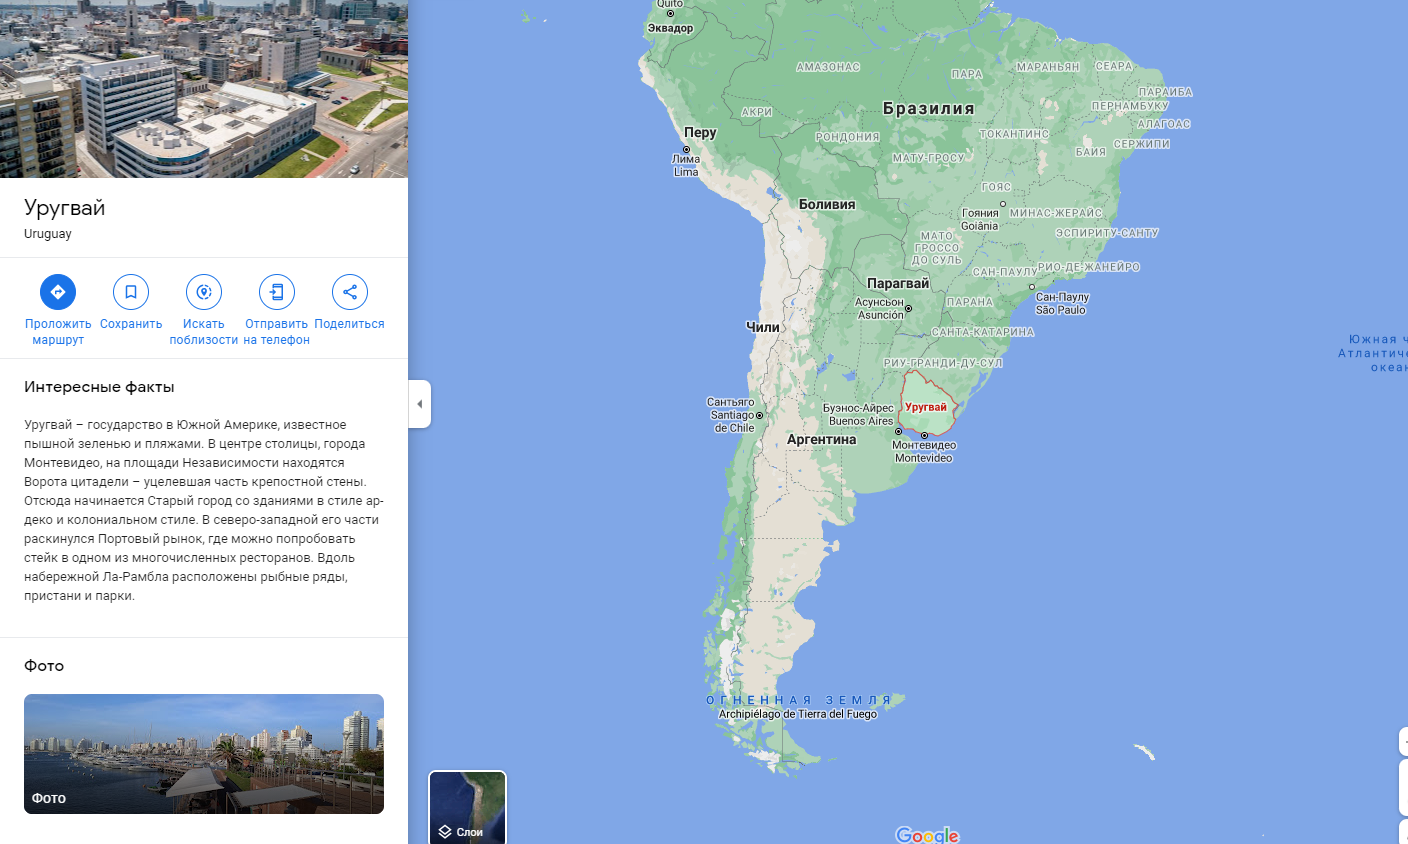 Уругвай
Uruguay
Проложить
маршрут
Сохранить
Искать
поблизости
Отправить
на телефон
Поделиться
Интересные факты
Уругвай – государство в Южной Америке, известное
пышной зеленью и пляжами. В центре столицы, города
Монтевидео, на площади Независимости находятся
Ворота цитадели – уцелевшая часть крепостной стены.
Отсюда начинается Старый город со зданиями в стиле ар-
деко и колониальном стиле. В северо-западной его части
раскинулся Портовый рынок, где можно попробовать
стейк в одном из многочисленных ресторанов. Вдоль
набережной Ла-Рамбла расположены рыбные ряды,
пристани и парки.
Фото
Фото
Quito
Эквадор
АМАЗОНАС
ПАРА
МАРАНЬЯН
СЕАРА
ПАРАИБА
ПЕРНАМБУКУ
АЛАГОАС
СЕРЖИПИ
Бразилия
АКРИ
РОНДОНИЯ
ТОКАНТИНС
БАИЯ
Перу
Лима
Lima
МАТУ-ГРОСУ
ГОЯС
Боливия
Гояния
Goiânia
МИНАС-ЖЕРАЙС
ЭСПИРИТУ-САНТУ
МАТО
ГРОССО
ДО СУЛЬ
САН-ПАУЛУ
РИО-ДЕ-ЖАНЕЙРО
Парагвай
Асунсьон
Asunción
ПАРАНА
Сан-Паулу
São Paulo
Чили
САНТА-КАТАРИНА
РИУ-ГРАНДИ-ДУ-СУЛ
Южная ч
Атлантиче
океан
Сантьяго
Santiago
de Chile
Буэнос-Айрес
Buenos Aires
Уругвай
Аргентина
Монтевидео
Montevideo
ОГНЕННАЯ ЗЕМЛЯ
Archipiélago de Tierra del Fuego
Слои
Google